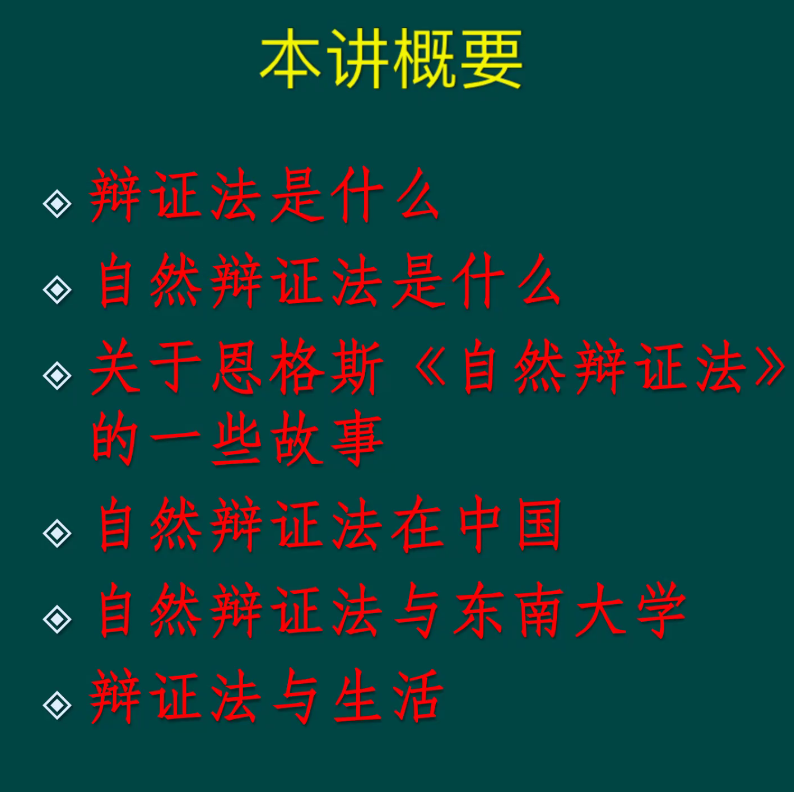 本讲概要
辩证法是什么
自然辩证法是什么
关于恩格斯《自然辩证法》
的一些故事
自然辩证法在中国
自然辩证法与东南大学
辩证法与生活